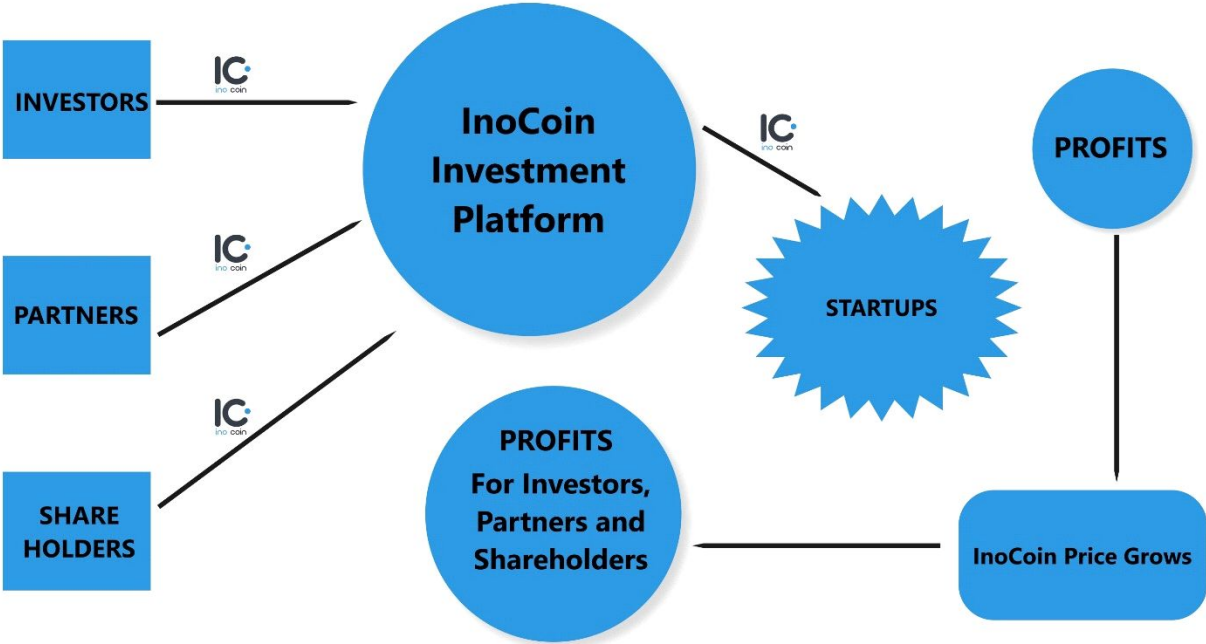 INVESTORS
IC
ino coin
InoCoin
Investment
Platform
IC
ino coin
PROFITS
PARTNERS
IC
ino coin
STARTUPS
SHARE
HOLDERS
IC
ino coin
PROFITS
For Investors,
Partners and
Shareholders
InoCoin Price Grows